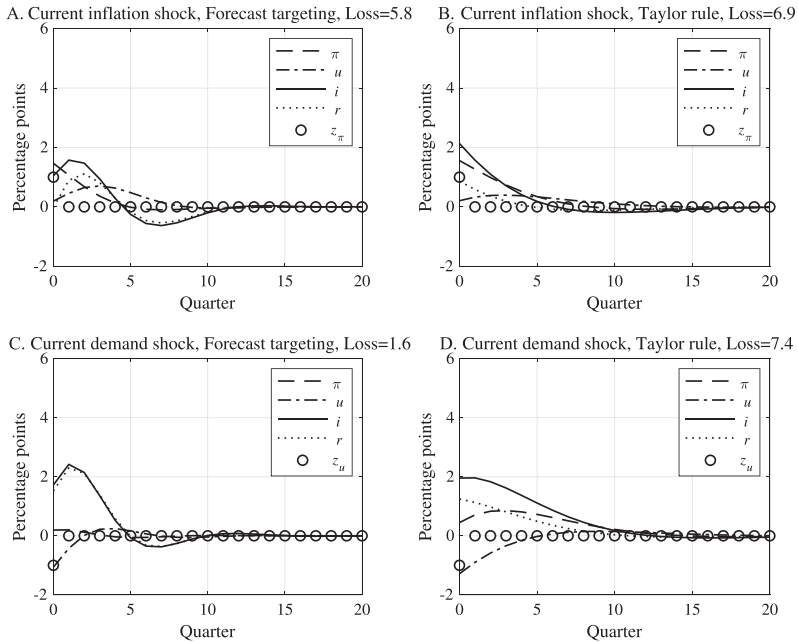 A. Current inflation shock, Forecast targeting, Loss=5.8
6
4
2
0
-2
Percentage points
π
u
i
r
z_π
0 5 10 15 20
Quarter
B. Current inflation shock, Taylor rule, Loss=6.9
6
4
2
0
-2
Percentage points
π
u
i
r
z_π
0 5 10 15 20
Quarter
C. Current demand shock, Forecast targeting, Loss=1.6
6
4
2
0
-2
Percentage points
π
u
i
r
z_u
0 5 10 15 20
Quarter
D. Current demand shock, Taylor rule, Loss=7.4
6
4
2
0
-2
Percentage points
π
u
i
r
z_u
0 5 10 15 20
Quarter